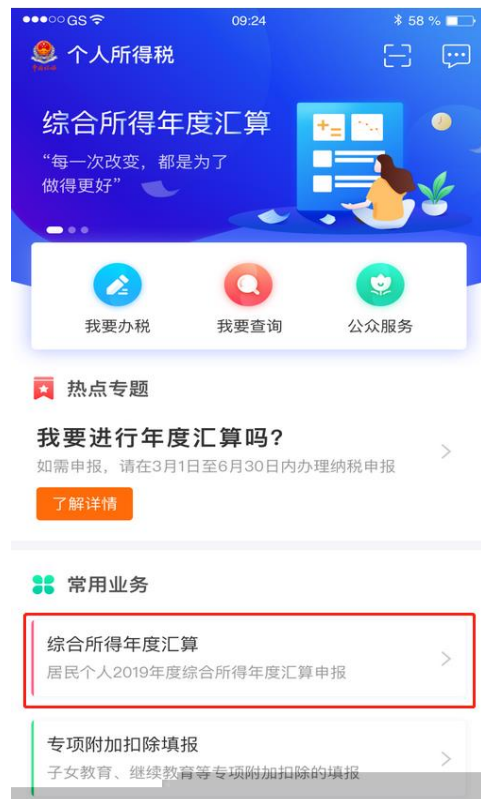 GS 09:24 58 %
个人所得税
综合所得年度汇算
“每一次改变，都是为了
做得更好”
我要办税 我要查询 公众服务
热点专题
我要进行年度汇算吗?
如需申报，请在3月1日至6月30日内办理纳税申报
了解详情
常用业务
综合所得年度汇算
居民个人2019年度综合所得年度汇算申报
专项附加扣除填报
子女教育、继续教育等专项附加扣除的填报